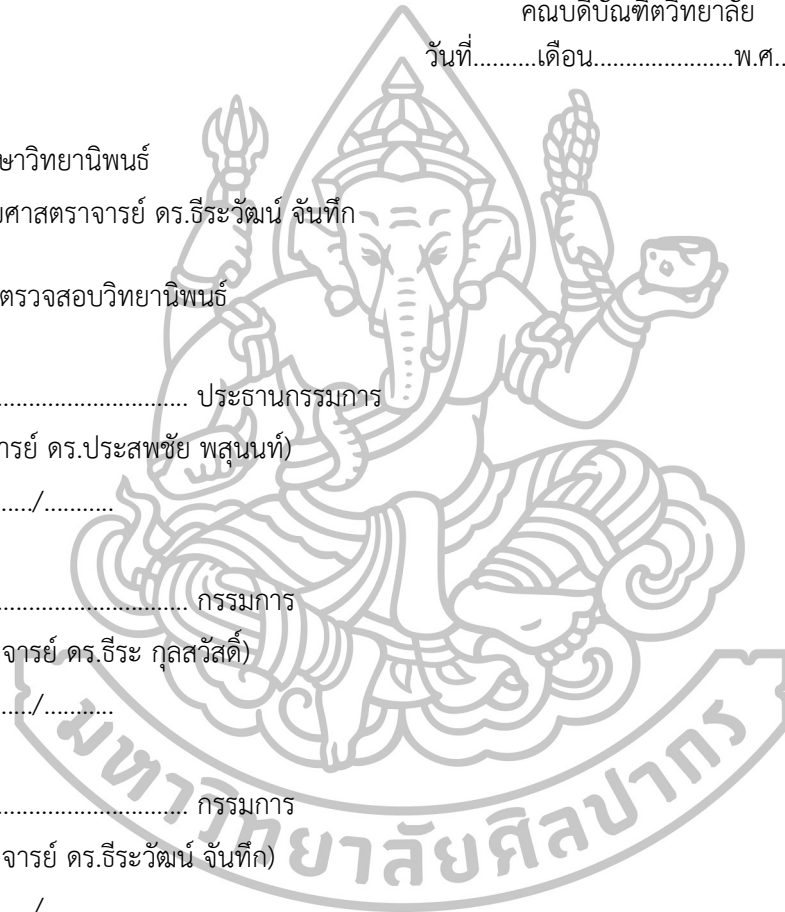 คณบดีบัณฑิตวิทยาลัย
วันที่..........เดือน......................พ.ศ..
ษาวิทยานิพนธ์
ยศาสตราจารย์ ดร.ธีระวัฒน์ จันทึก
ตรวจสอบวิทยานิพนธ์
.............................. ประธานกรรมการ
ารย์ ดร.ประสพชัย พสุนนท์)
...../...........
.............................. กรรมการ
จารย์ ดร.ธีระ กุลสวัสดิ์)
...../...........
.............................. กรรมการ
จารย์ ดร.ธีระวัฒน์ จันทึก)
...../...........
มหาวิทยาลัยศิลปากร